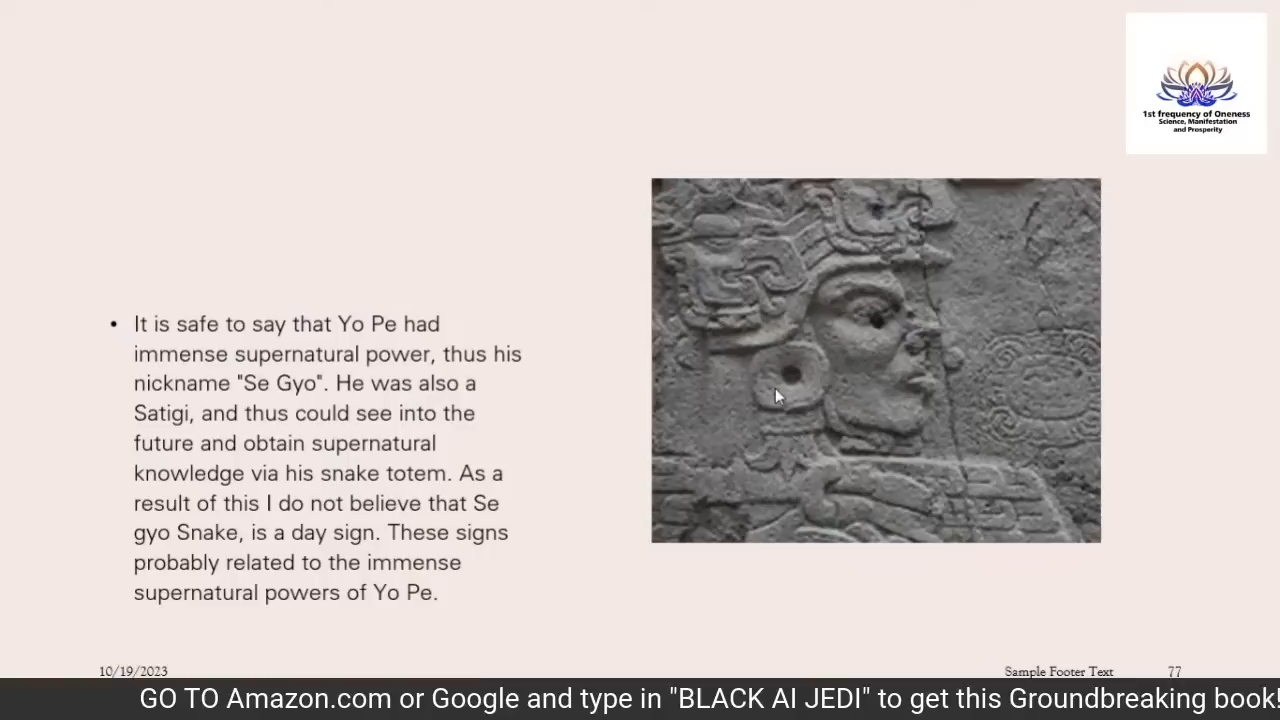 1st frequency of Oneness
Science, Manifestation
and Prosperity
• It is safe to say that Yo Pe had
immense supernatural power, thus his
nickname "Se Gyo". He was also a
Satigi, and thus could see into the
future and obtain supernatural
knowledge via his snake totem. As a
result of this I do not believe that Se
gyo Snake, is a day sign. These signs
probably related to the immense
supernatural powers of Yo Pe.
10/19/2023
Sample Footer Text
77
GO TO Amazon.com or Google and type in "BLACK AI JEDI" to get this Groundbreaking book!